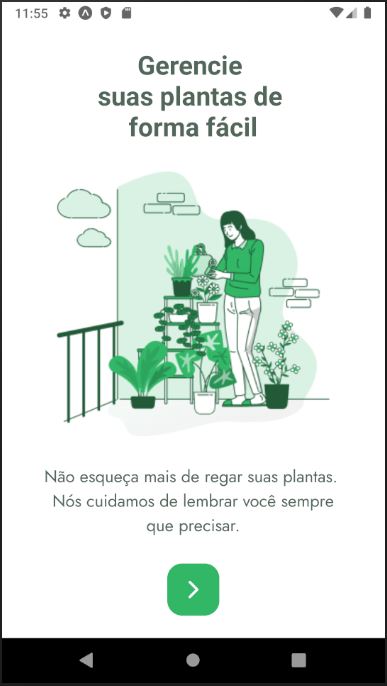 11:55
Gerencie
suas plantas de
forma fácil
Não esqueça mais de regar suas plantas.
Nós cuidamos de lembrar você sempre
que precisar.